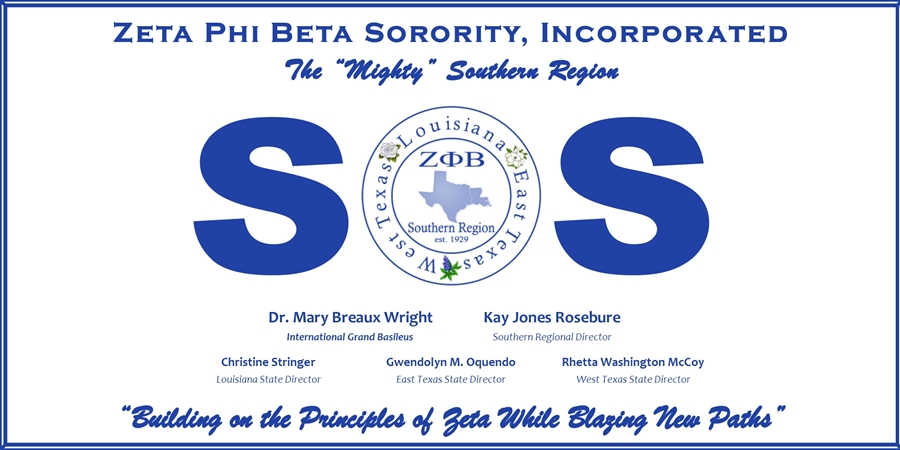 ZETA PHI BETA SORORITY, INCORPORATED
The “Mighty” Southern Region
S S
West Texas Louisiana East Texas
ΖΦΒ
Southern Region
est. 1929
Dr. Mary Breaux Wright Kay Jones Rosebure
International Grand Basileus Southern Regional Director
Christine Stringer Gwendolyn M. Oquendo Rhetta Washington McCoy
Louisiana State Director East Texas State Director West Texas State Director
“Building on the Principles of Zeta While Blazing New Paths”